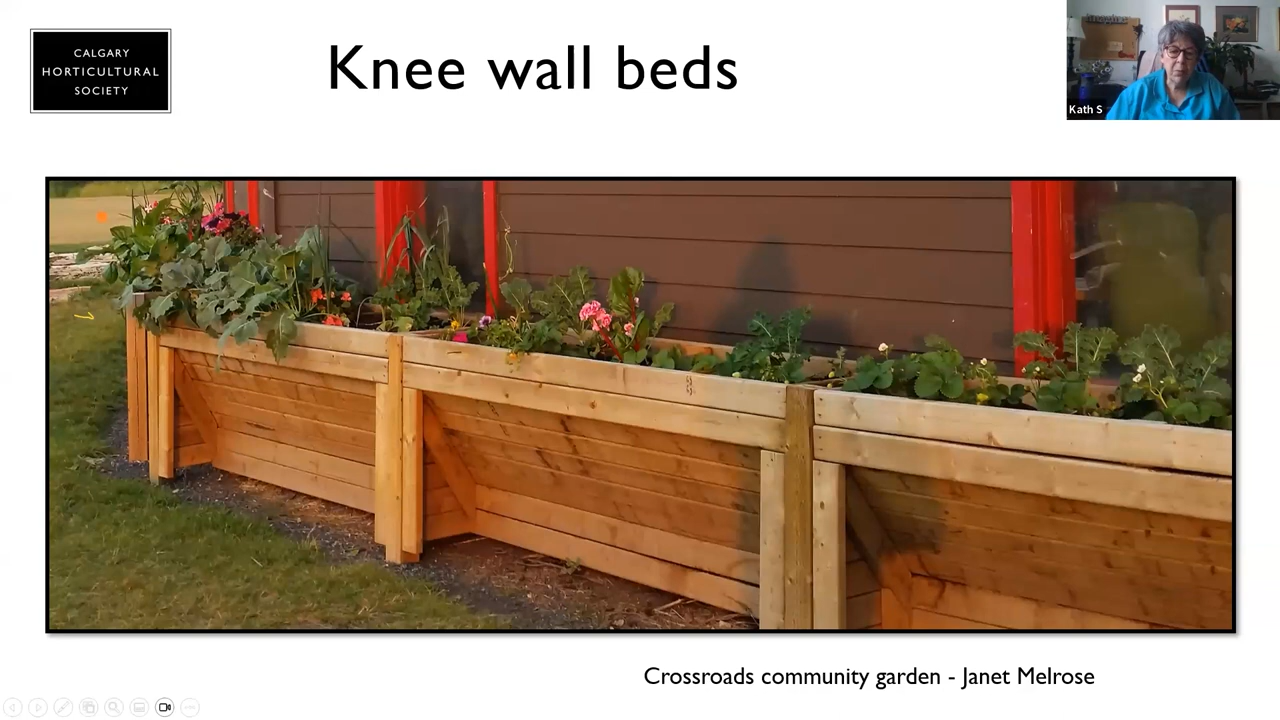 CALGARY
HORTICULTURAL
SOCIETY
Knee wall beds
Kath S
Crossroads community garden - Janet Melrose